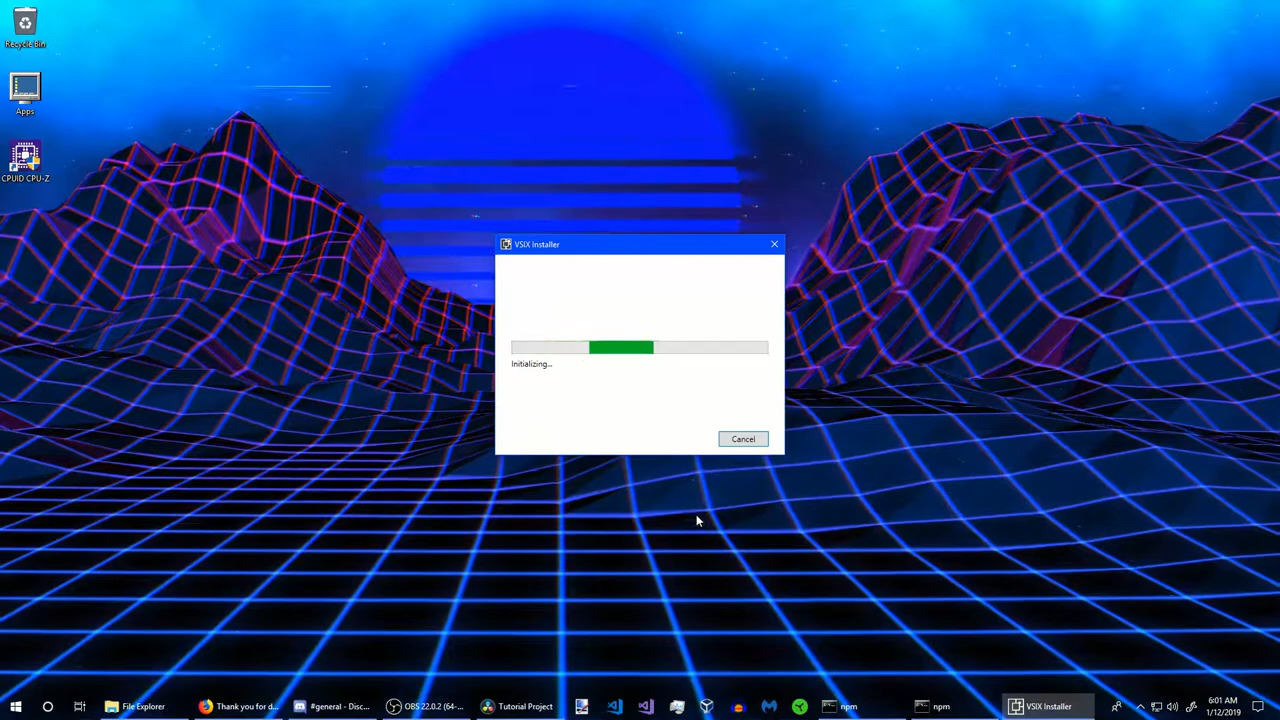 Recycle Bin
Apps
CPUID CPU-Z
VSIX Installer
Initializing...
Cancel
File Explorer
Thank you for d...
#general - Disc...
OBS 22.0.2 (64-...
Tutorial Project
npm
npm
VSIX Installer
6:01 AM
1/12/2019